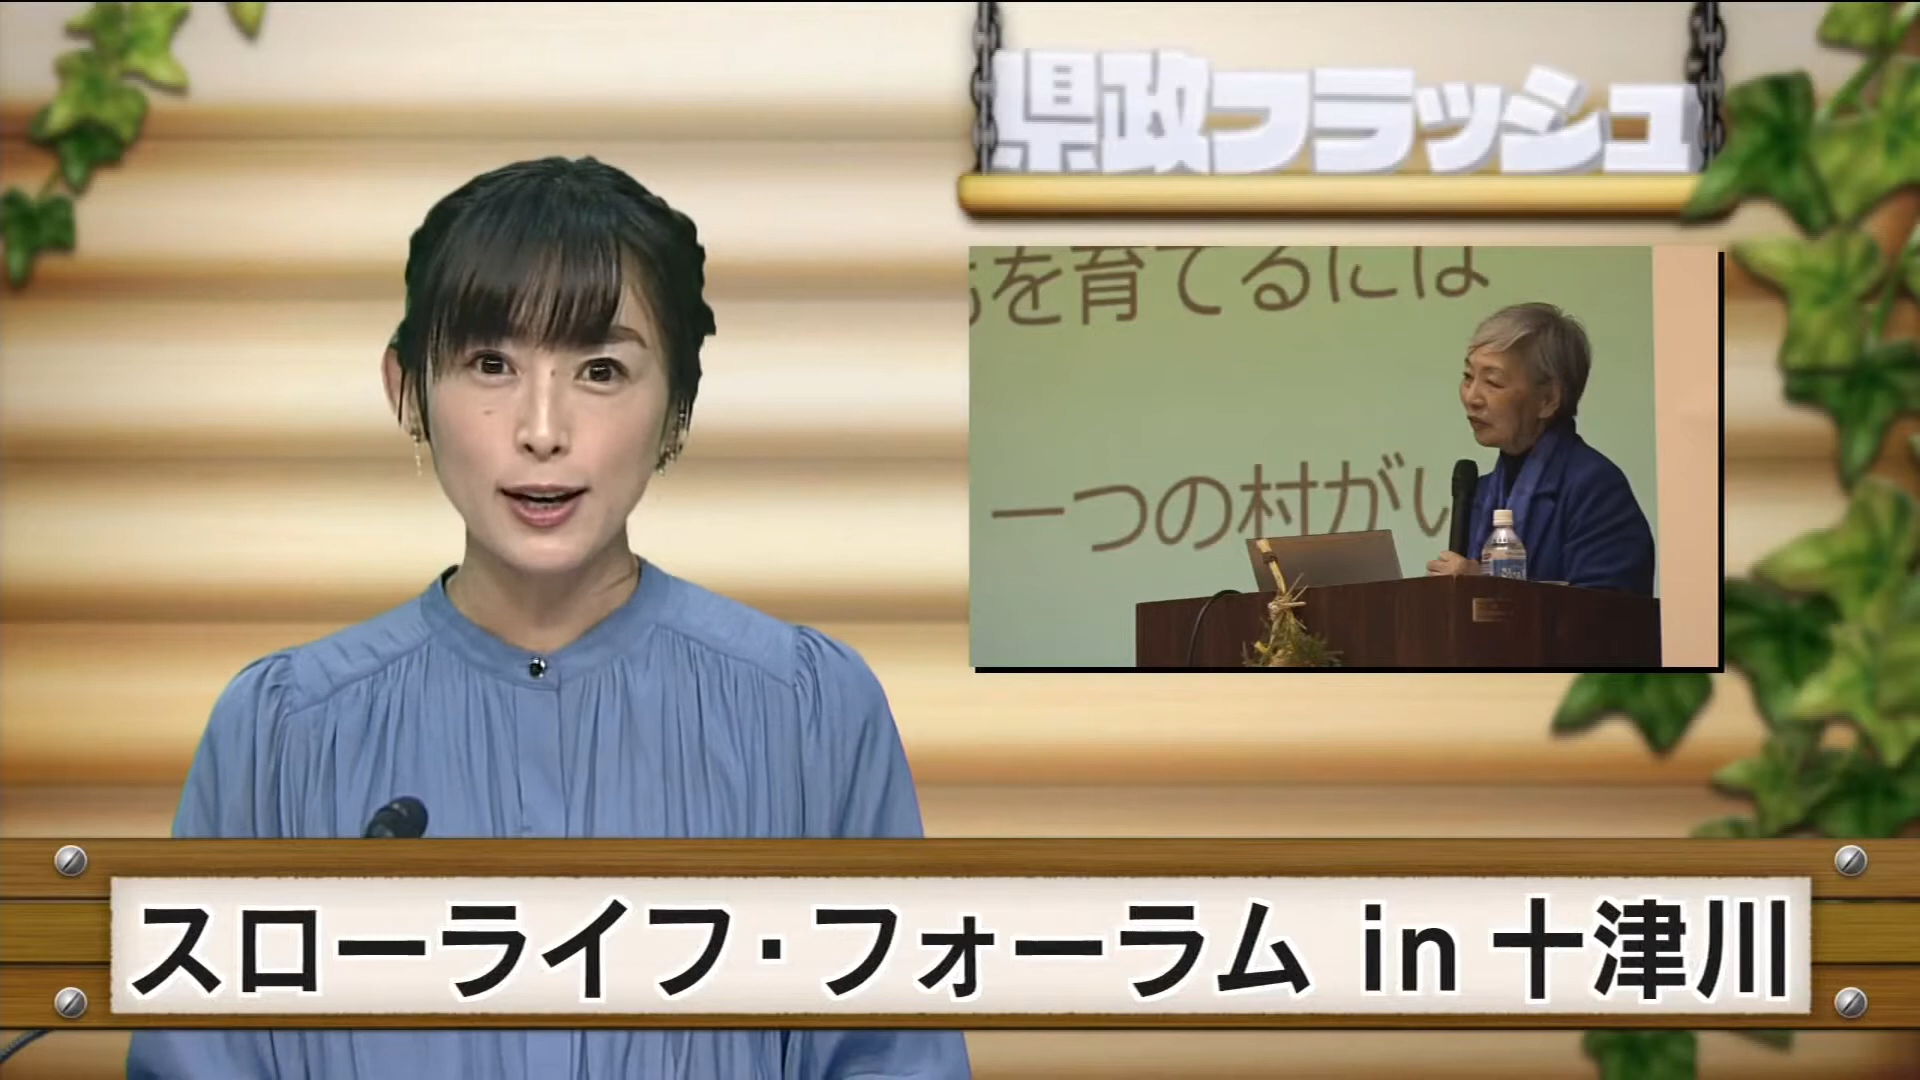 県政フラッシュ
を育てるには
一つの村がい
スローライフ・フォーラム in 十津川